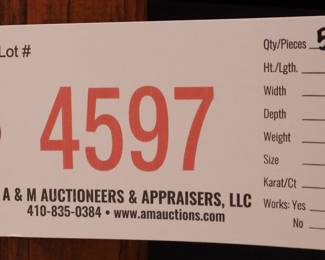 Lot #
4597
A & M AUCTIONEERS & APPRAISERS, LLC
410-835-0384 • www.amauctions.com
Qty/Pieces 5
Ht./Lgth.
Width
Depth
Weight
Size
Karat/Ct
Works: Yes
No